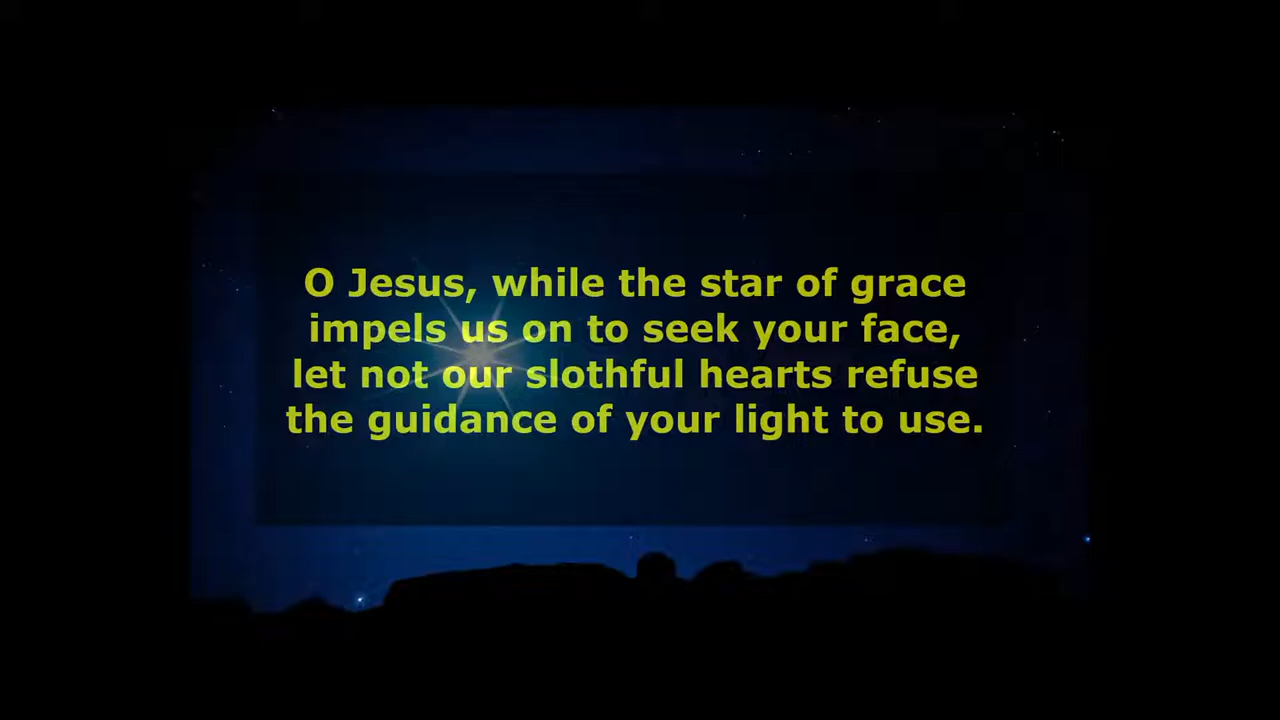 O Jesus, while the star of grace
impels us on to seek your face,
let not our slothful hearts refuse
the guidance of your light to use.